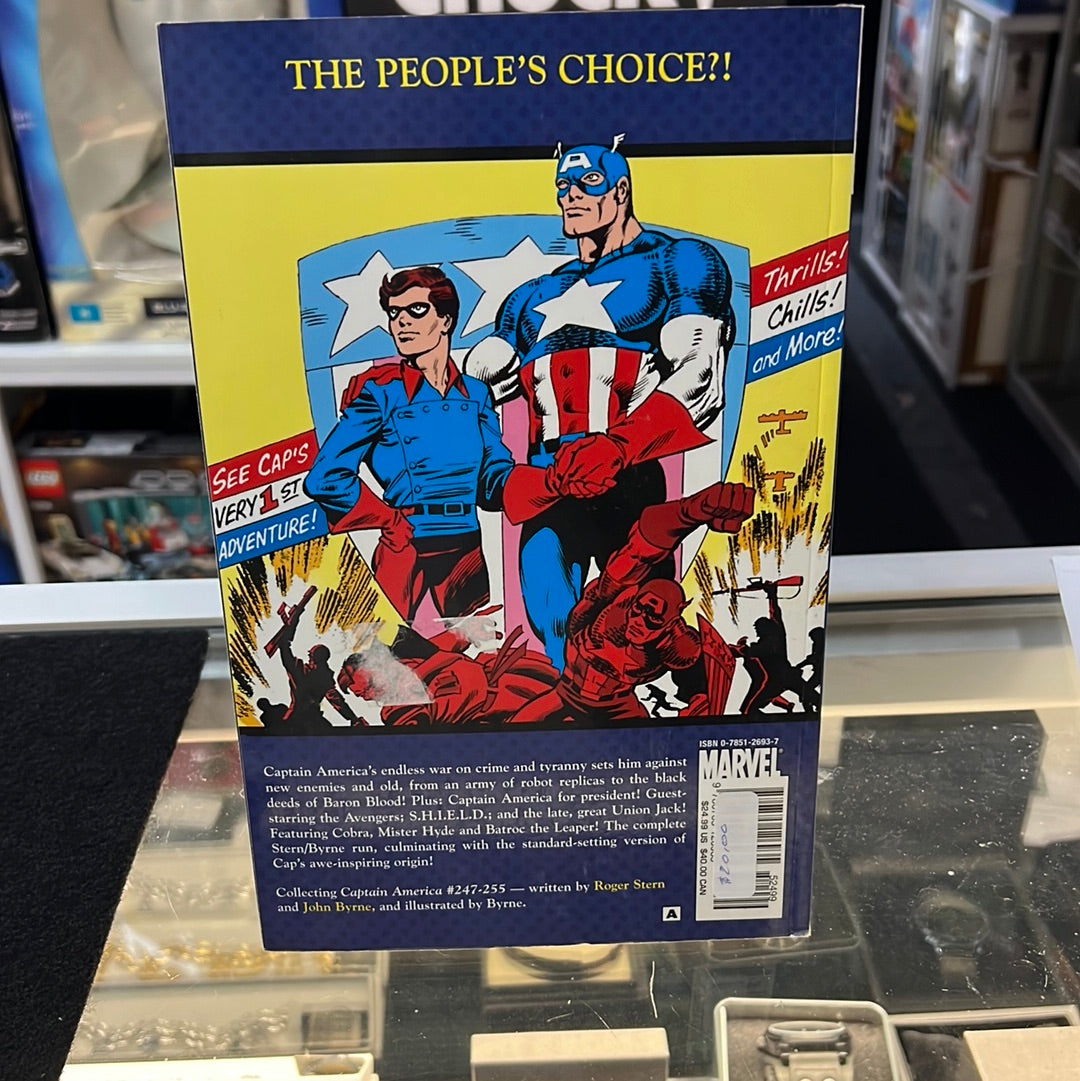 THE PEOPLE'S CHOICE?!
A
Thrills!
Chills!
and More!
SEE CAP'S
VERY 1ST
ADVENTURE!
LEGO
Captain America's endless war on crime and tyranny sets him against
new enemies and old, from an army of robot replicas to the black
deeds of Baron Blood! Plus: Captain America for president! Guest-
starring the Avengers; S.H.I.E.L.D.; and the late, great Union Jack!
Featuring Cobra, Mister Hyde and Batroc the Leaper! The complete
Stern/Byrne run, culminating with the standard-setting version of
Cap's awe-inspiring origin!
Collecting Captain America #247-255 — written by Roger Stern
and John Byrne, and illustrated by Byrne.
A
ISBN 0-7851-2693-7
MARVEL
52499
$24.99 US $40.00 CAN